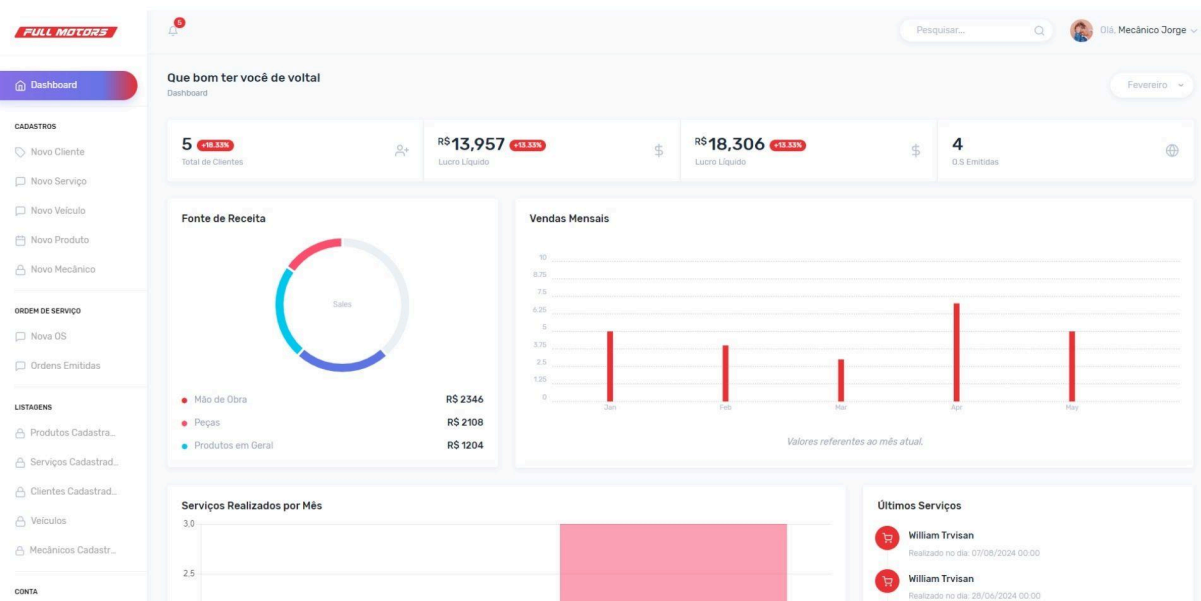 FULL MOTORS
5
Pesquisar...
Olá, Mecânico Jorge
Dashboard
CADASTROS
Novo Cliente
Novo Serviço
Novo Veículo
Novo Produto
Novo Mecânico
ORDEM DE SERVIÇO
Nova OS
Ordens Emitidas
LISTAGENS
Produtos Cadastra...
Serviços Cadastrad...
Clientes Cadastrad...
Veículos
Mecânicos Cadastr...
CONTA
Que bom ter você de volta!
Dashboard
Fevereiro
5 +18.33%
Total de Clientes
R$13,957 +13.33%
Lucro Líquido
R$18,306 +13.33%
Lucro Líquido
4
O.S Emitidas
Fonte de Receita
Sales
Mão de Obra R$ 2346
Peças R$ 2108
Produtos em Geral R$ 1204
Vendas Mensais
10
8.75
7.5
6.25
5
3.75
2.5
1.25
0
Jan Feb Mar Apr May
Valores referentes ao mês atual.
Serviços Realizados por Mês
3.0
2.5
Últimos Serviços
William Trvisan
Realizado no dia: 07/08/2024 00:00
William Trvisan
Realizado no dia: 28/06/2024 00:00